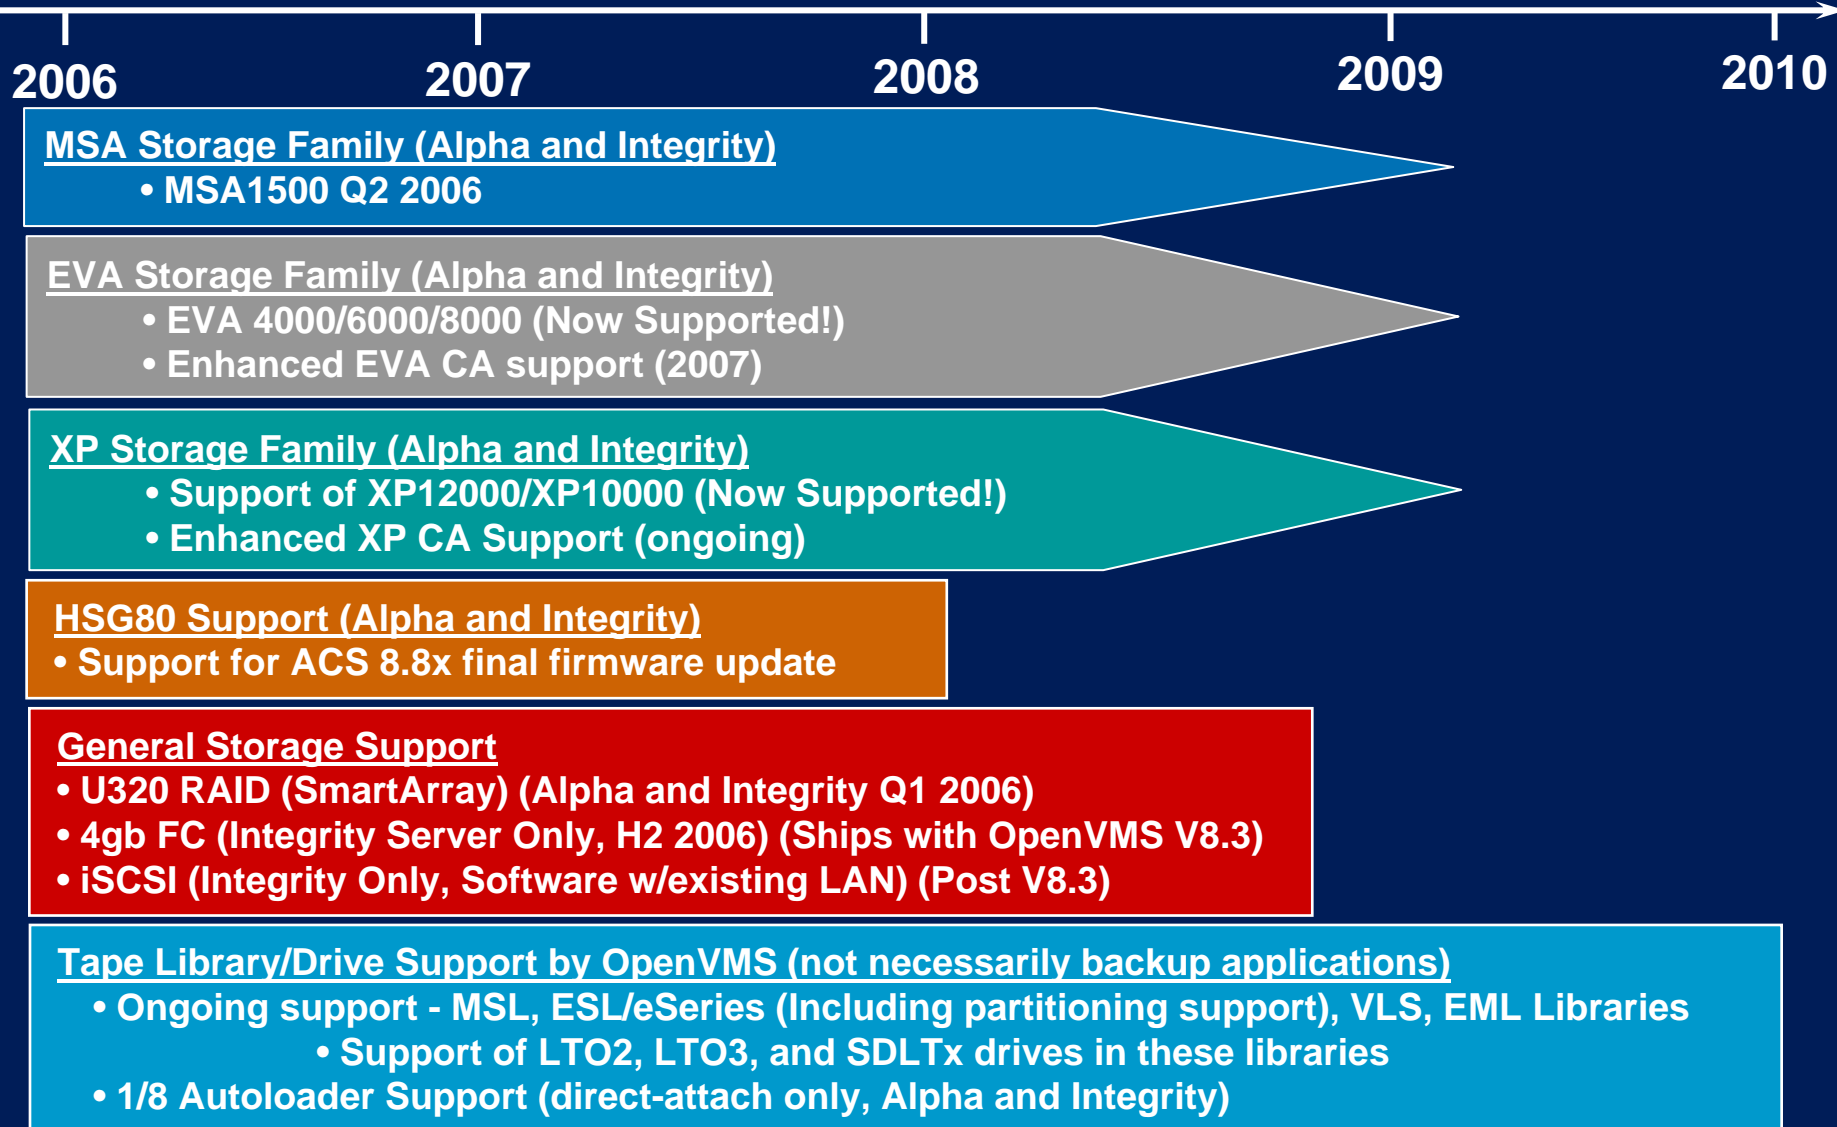 2006 2007 2008 2009 2010
MSA Storage Family (Alpha and Integrity)
• MSA1500 Q2 2006
EVA Storage Family (Alpha and Integrity)
• EVA 4000/6000/8000 (Now Supported!)
• Enhanced EVA CA support (2007)
XP Storage Family (Alpha and Integrity)
• Support of XP12000/XP10000 (Now Supported!)
• Enhanced XP CA Support (ongoing)
HSG80 Support (Alpha and Integrity)
• Support for ACS 8.8x final firmware update
General Storage Support
• U320 RAID (SmartArray) (Alpha and Integrity Q1 2006)
• 4gb FC (Integrity Server Only, H2 2006) (Ships with OpenVMS V8.3)
• iSCSI (Integrity Only, Software w/existing LAN) (Post V8.3)
Tape Library/Drive Support by OpenVMS (not necessarily backup applications)
• Ongoing support - MSL, ESL/eSeries (Including partitioning support), VLS, EML Libraries
• Support of LTO2, LTO3, and SDLTx drives in these libraries
• 1/8 Autoloader Support (direct-attach only, Alpha and Integrity)